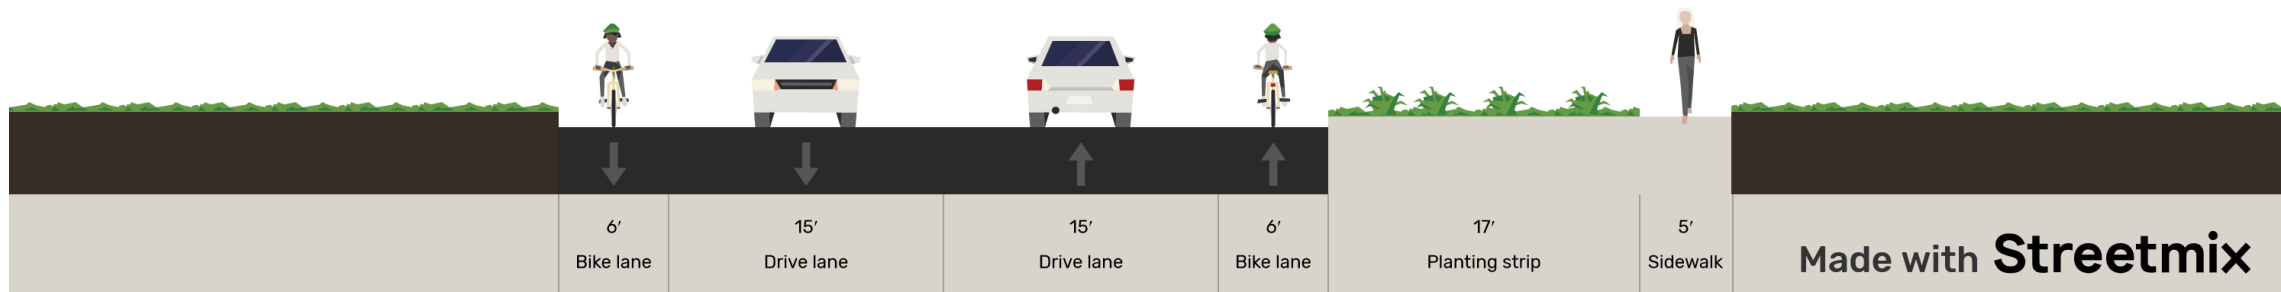 6′
Bike lane
15′
Drive lane
15′
Drive lane
6′
Bike lane
17′
Planting strip
5′
Sidewalk
Made with Streetmix